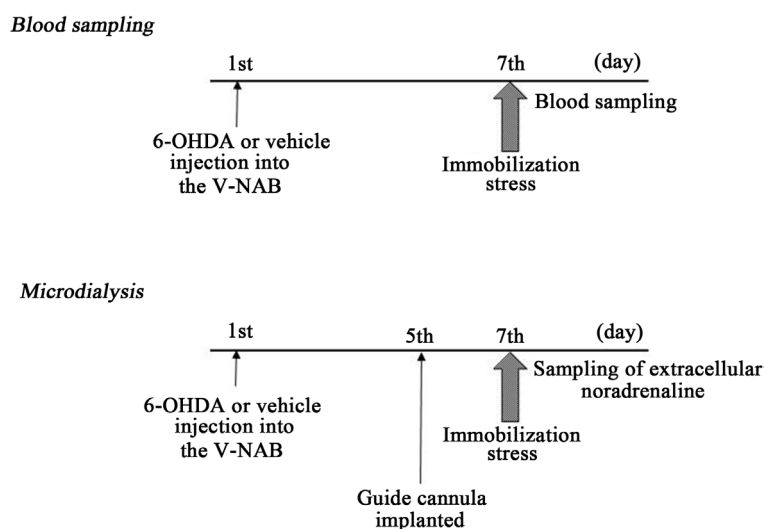 Blood sampling
1st 7th (day)
Blood sampling
6-OHDA or vehicle
injection into
the V-NAB
Immobilization
stress
Microdialysis
1st 5th 7th (day)
Sampling of extracellular
noradrenaline
6-OHDA or vehicle
injection into
the V-NAB
Immobilization
stress
Guide cannula
implanted